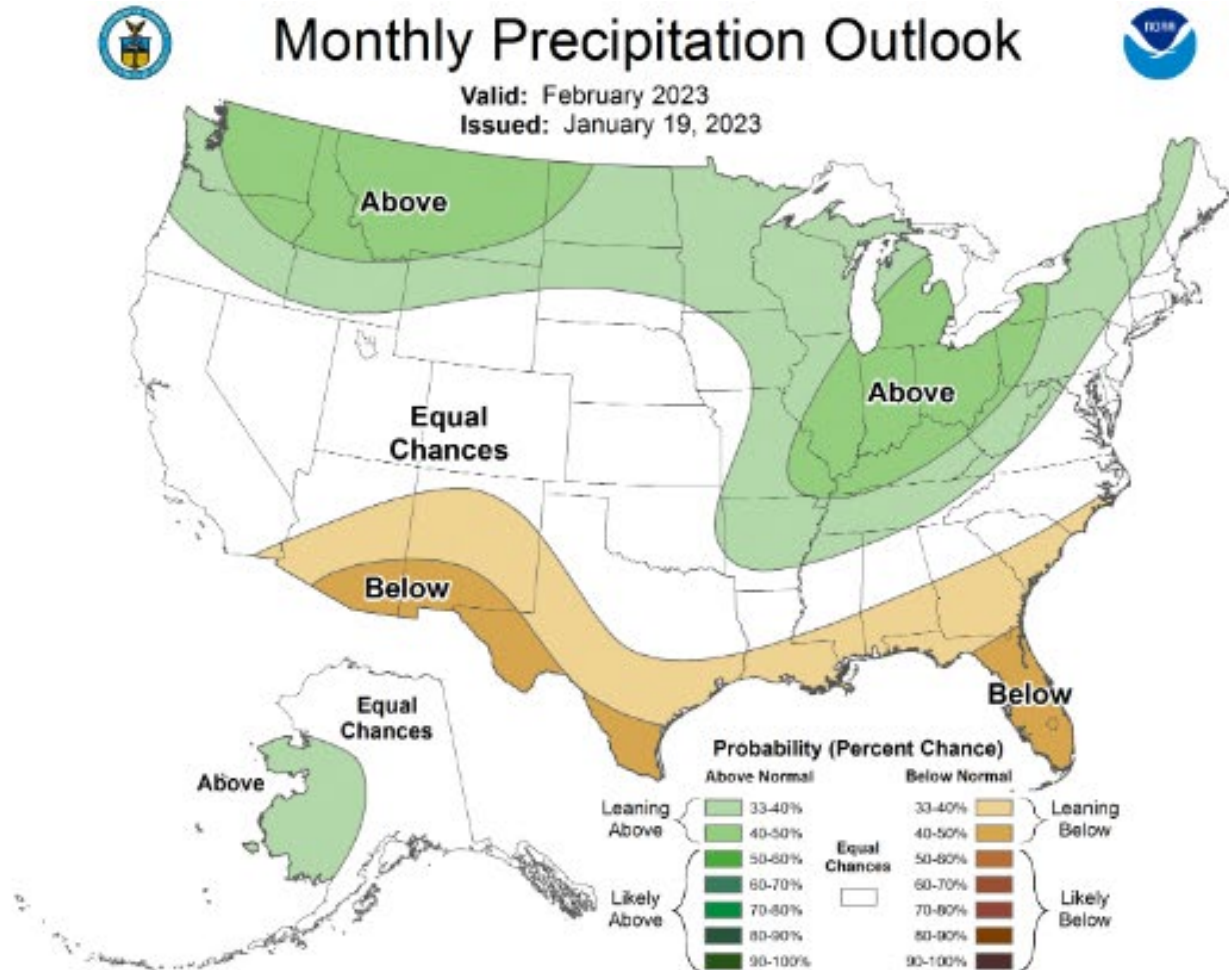 noaa
Monthly Precipitation Outlook
Valid: February 2023
Issued: January 19, 2023
Above
Above
Equal
Chances
Below
Below
Equal
Chances
Above
Probability (Percent Chance)
Above Normal
Below Normal
Leaning
Above
33-40%
40-50%
Likely
Above
50-60%
60-70%
70-80%
80-90%
90-100%
Equal
Chances
33-40%
40-50%
Leaning
Below
50-60%
60-70%
70-80%
80-90%
90-100%
Likely
Below